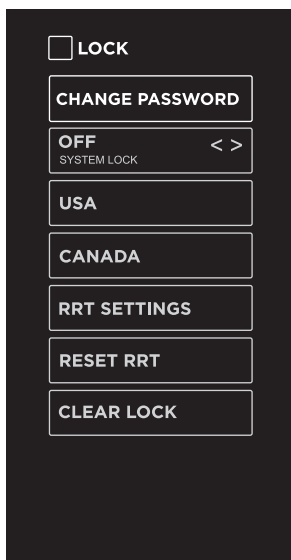 LOCK
CHANGE PASSWORD
OFF < >
SYSTEM LOCK
USA
CANADA
RRT SETTINGS
RESET RRT
CLEAR LOCK